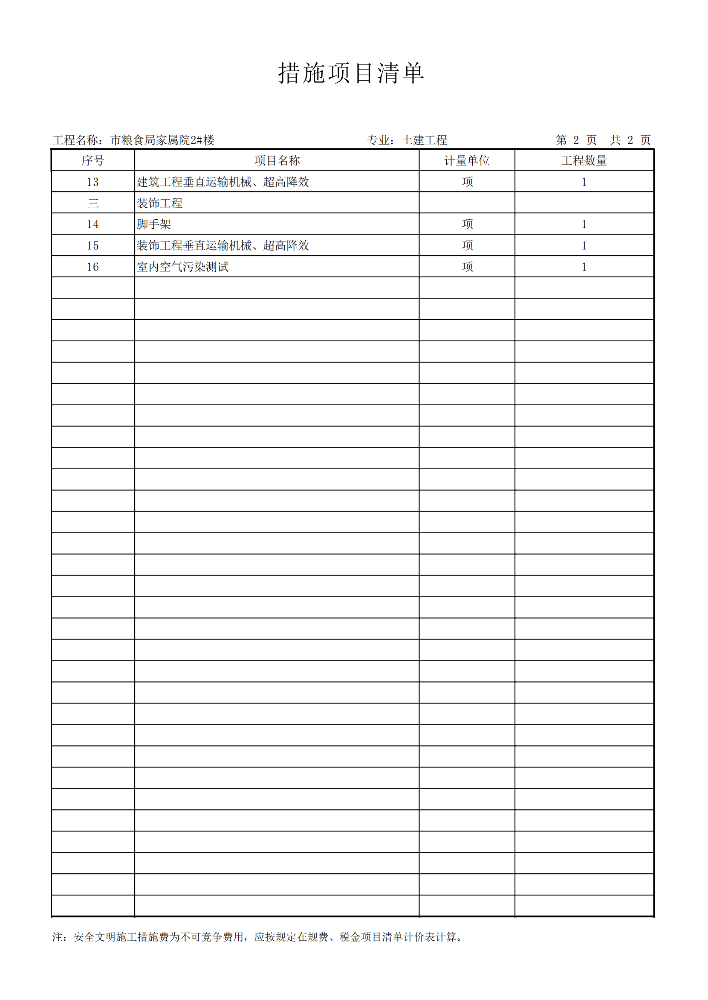 措施项目清单
工程名称：市粮食局家属院2#楼 专业：土建工程 第 2 页 共 2 页
序号 项目名称 计量单位 工程数量
13 建筑工程垂直运输机械、超高降效 项 1
三 装饰工程
14 脚手架 项 1
15 装饰工程垂直运输机械、超高降效 项 1
16 室内空气污染测试 项 1
注：安全文明施工措施费为不可竞争费用，应按规定在规费、税金项目清单计价表计算。